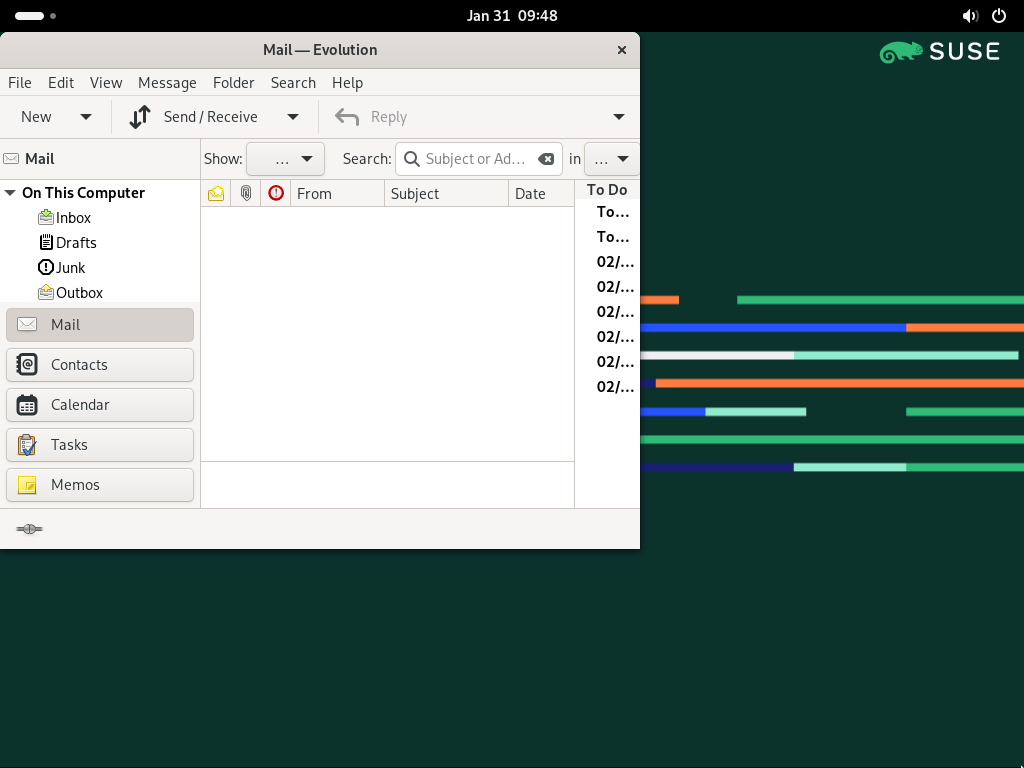 Jan 31 09:48
SUSE
Mail — Evolution
File Edit View Message Folder Search Help
New Send / Receive Reply
Mail
Show: ... Search: Subject or Ad... in ...
On This Computer
Inbox
Drafts
Junk
Outbox
Mail
Contacts
Calendar
Tasks
Memos
From Subject Date
To Do
To...
To...
02/...
02/...
02/...
02/...
02/...
02/...